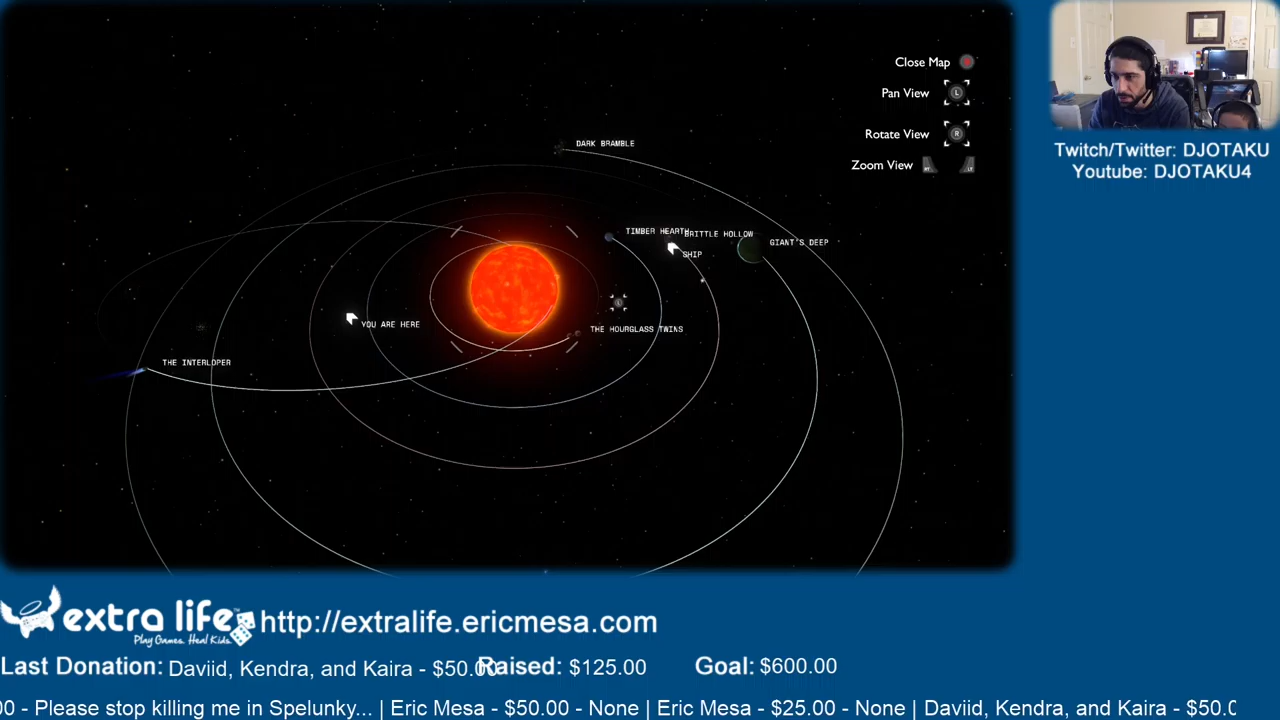 Close Map
Pan View L
Rotate View R
Zoom View RT LT
DARK BRAMBLE
TIMBER HEARTH
BRITTLE HOLLOW
GIANT'S DEEP
SHIP
L
YOU ARE HERE
THE HOURGLASS TWINS
THE INTERLOPER
Twitch/Twitter: DJOTAKU
Youtube: DJOTAKU4
extra life
Play Games. Heal Kids.
http://extralife.ericmesa.com
Last Donation: Daviid, Kendra, and Kaira - $50.00
Raised: $125.00
Goal: $600.00
00 - Please stop killing me in Spelunky... | Eric Mesa - $50.00 - None | Eric Mesa - $25.00 - None | Daviid, Kendra, and Kaira - $50.0